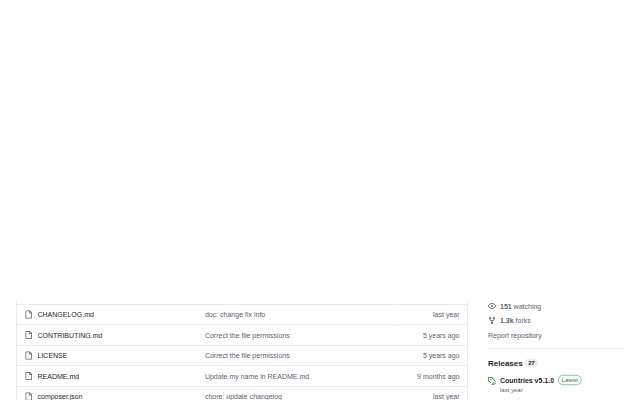 CHANGELOG.md doc: change fix info last year
CONTRIBUTING.md Correct the file permissions 5 years ago
LICENSE Correct the file permissions 5 years ago
README.md Update my name in README.md 9 months ago
composer.json chore: update changelog last year
151 watching
1.3k forks
Report repository
Releases 27
Countries v5.1.0 Latest
last year